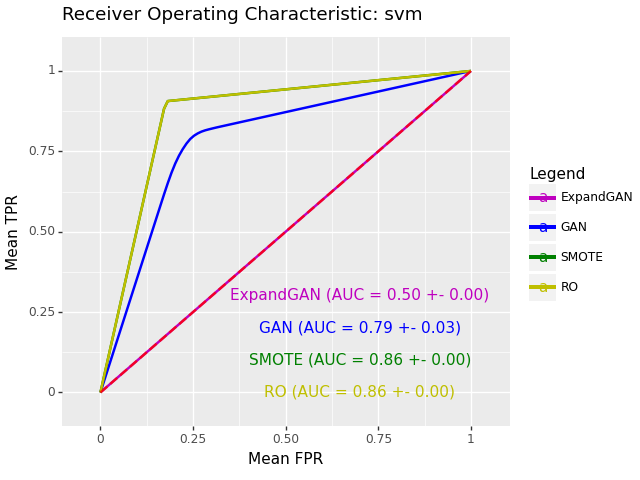 Receiver Operating Characteristic: svm
1
0.75
0.50
0.25
0
Mean TPR
ExpandGAN (AUC = 0.50 +- 0.00)
GAN (AUC = 0.79 +- 0.03)
SMOTE (AUC = 0.86 +- 0.00)
RO (AUC = 0.86 +- 0.00)
0 0.25 0.50 0.75 1
Mean FPR
Legend
a ExpandGAN
a GAN
a SMOTE
a RO